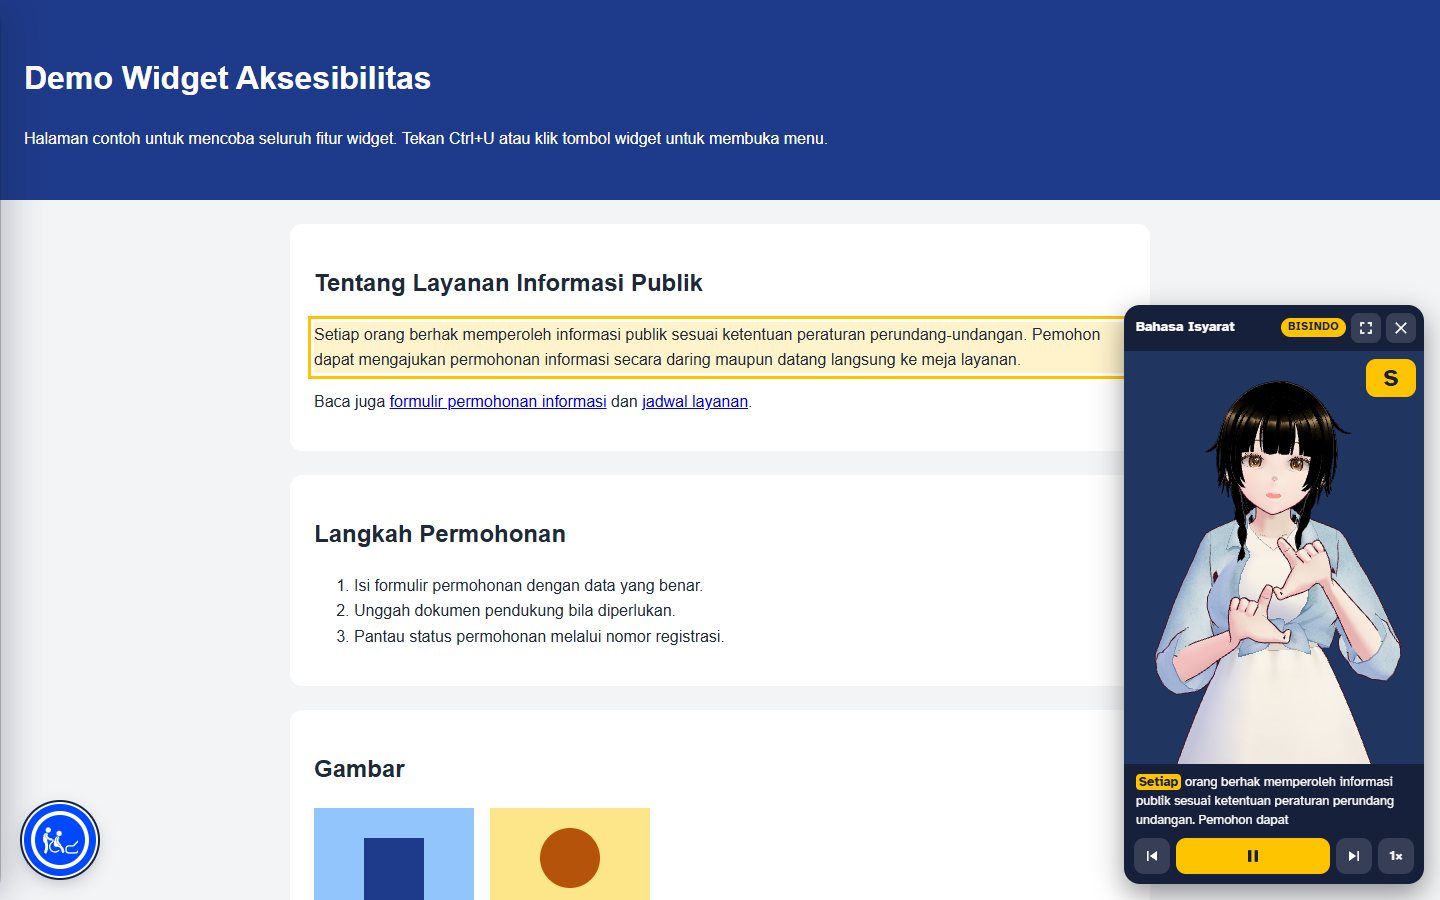 Demo Widget Aksesibilitas
Halaman contoh untuk mencoba seluruh fitur widget. Tekan Ctrl+U atau klik tombol widget untuk membuka menu.
Tentang Layanan Informasi Publik
Setiap orang berhak memperoleh informasi publik sesuai ketentuan peraturan perundang-undangan. Pemohon
dapat mengajukan permohonan informasi secara daring maupun datang langsung ke meja layanan.
Baca juga formulir permohonan informasi dan jadwal layanan.
Langkah Permohonan
1. Isi formulir permohonan dengan data yang benar.
2. Unggah dokumen pendukung bila diperlukan.
3. Pantau status permohonan melalui nomor registrasi.
Gambar
Bahasa Isyarat
BISINDO
S
Setiap orang berhak memperoleh informasi
publik sesuai ketentuan peraturan perundang
undangan. Pemohon dapat
1×